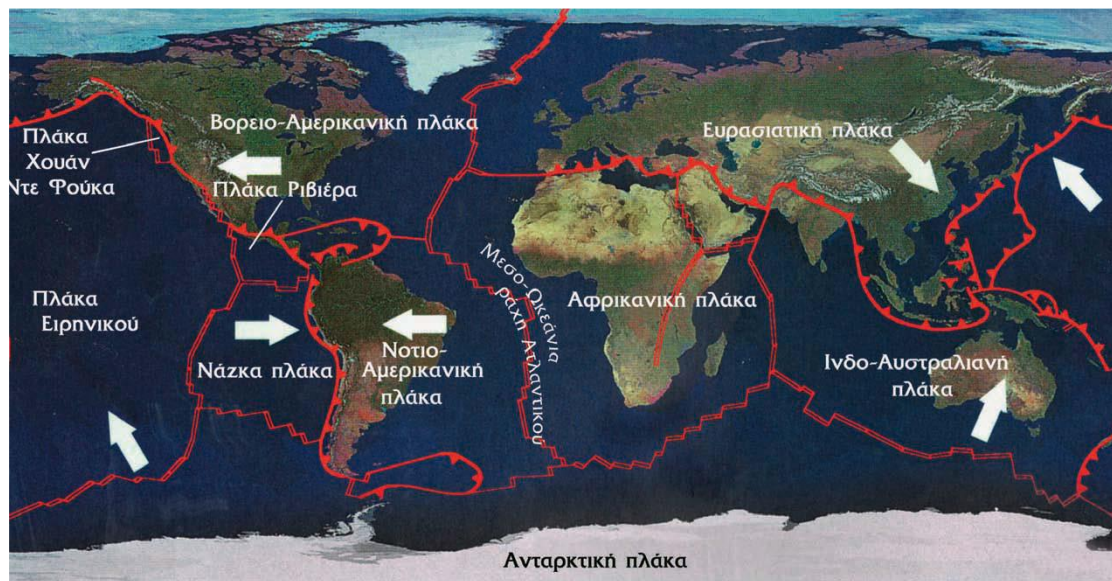 Βορειο-Αμερικανική πλάκα
Ευρασιατική πλάκα
Πλάκα
Χουάν
Ντε Φούκα
Πλάκα Ριβιέρα
Μεσο-Ωκεάνια
ράχη Ατλαντικού
Αφρικανική πλάκα
Πλάκα
Ειρηνικού
Νάζκα πλάκα
Νοτιο-
Αμερικανική
πλάκα
Ινδο-Αυστραλιανή
πλάκα
Ανταρκτική πλάκα